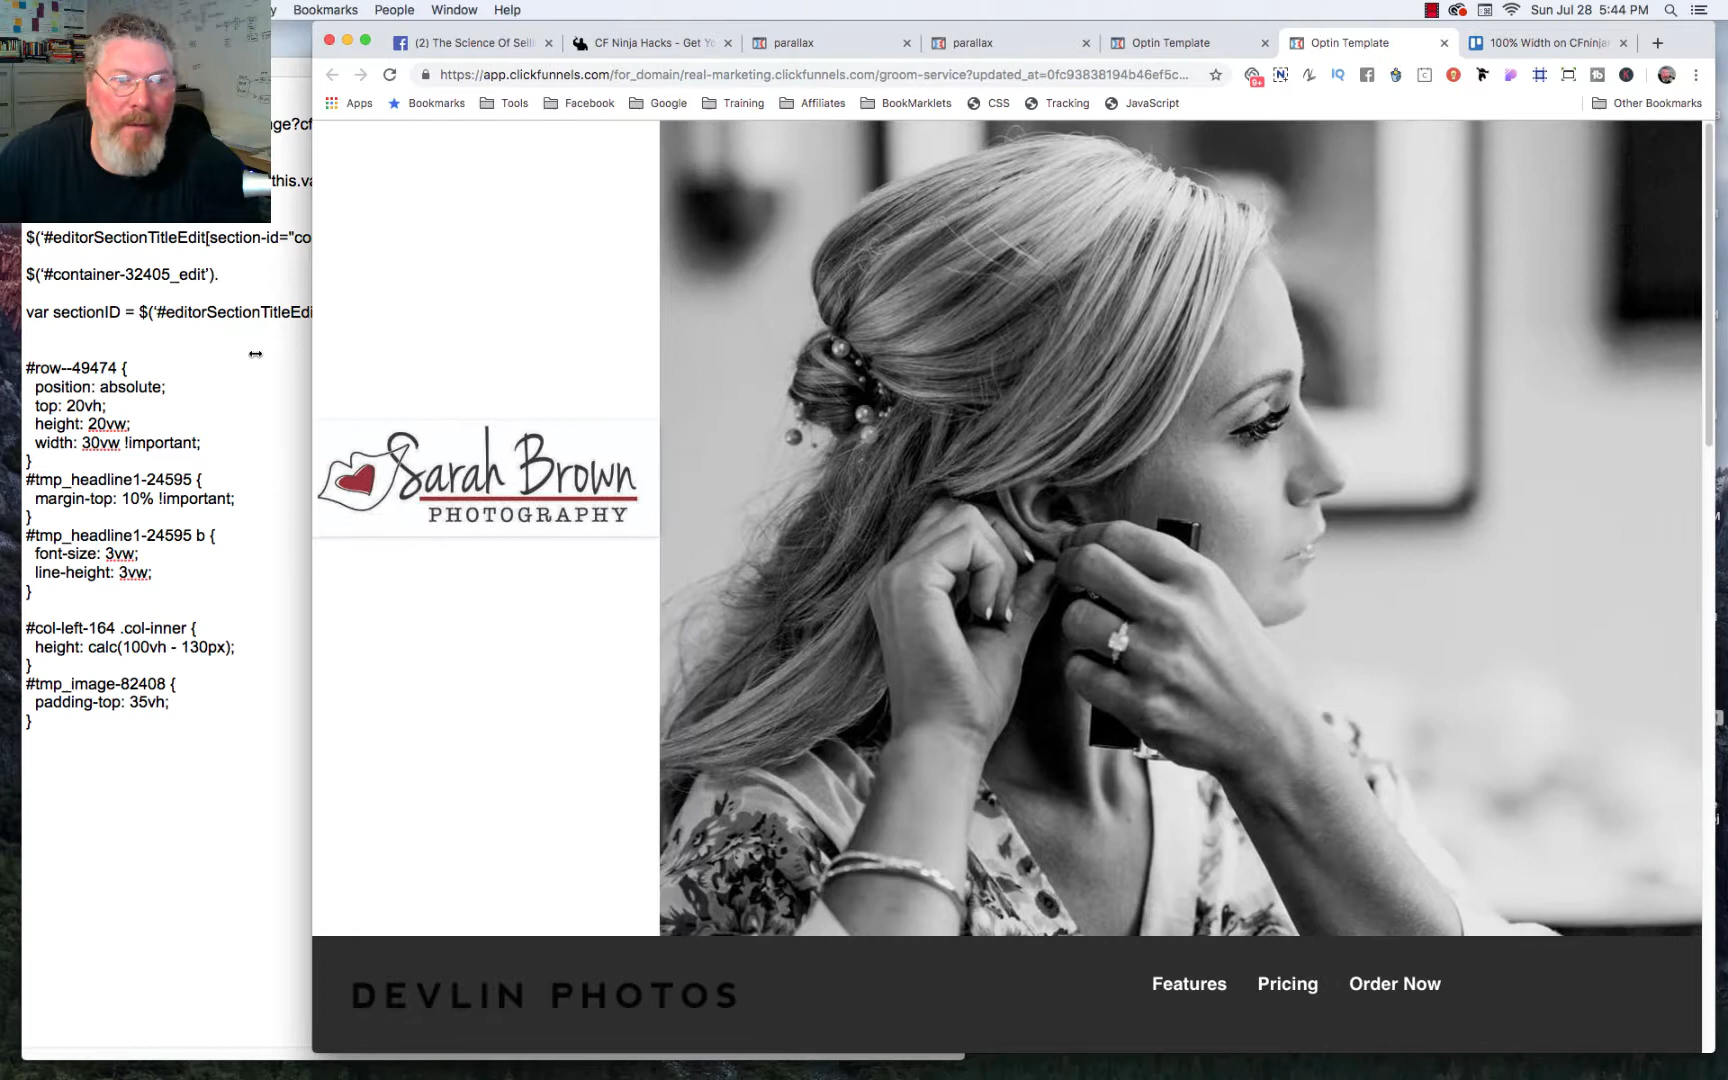 Bookmarks People Window Help
Sun Jul 28 5:44 PM
(2) The Science Of Selli
CF Ninja Hacks - Get Yo
parallax
parallax
Optin Template
Optin Template
100% Width on CFninja
https://app.clickfunnels.com/for_domain/real-marketing.clickfunnels.com/groom-service?updated_at=0fc93838194b46ef5c...
9+
Apps Bookmarks Tools Facebook Google Training Affiliates BookMarklets CSS Tracking JavaScript Other Bookmarks
age?cf
this.va
$('#editorSectionTitleEdit[section-id="co
$('#container-32405_edit').
var sectionID = $('#editorSectionTitleEdi
#row--49474 {
position: absolute;
top: 20vh;
height: 20vw;
width: 30vw !important;
}
#tmp_headline1-24595 {
margin-top: 10% !important;
}
#tmp_headline1-24595 b {
font-size: 3vw;
line-height: 3vw;
}
#col-left-164 .col-inner {
height: calc(100vh - 130px);
}
#tmp_image-82408 {
padding-top: 35vh;
}
Sarah Brown
PHOTOGRAPHY
DEVLIN PHOTOS
Features Pricing Order Now